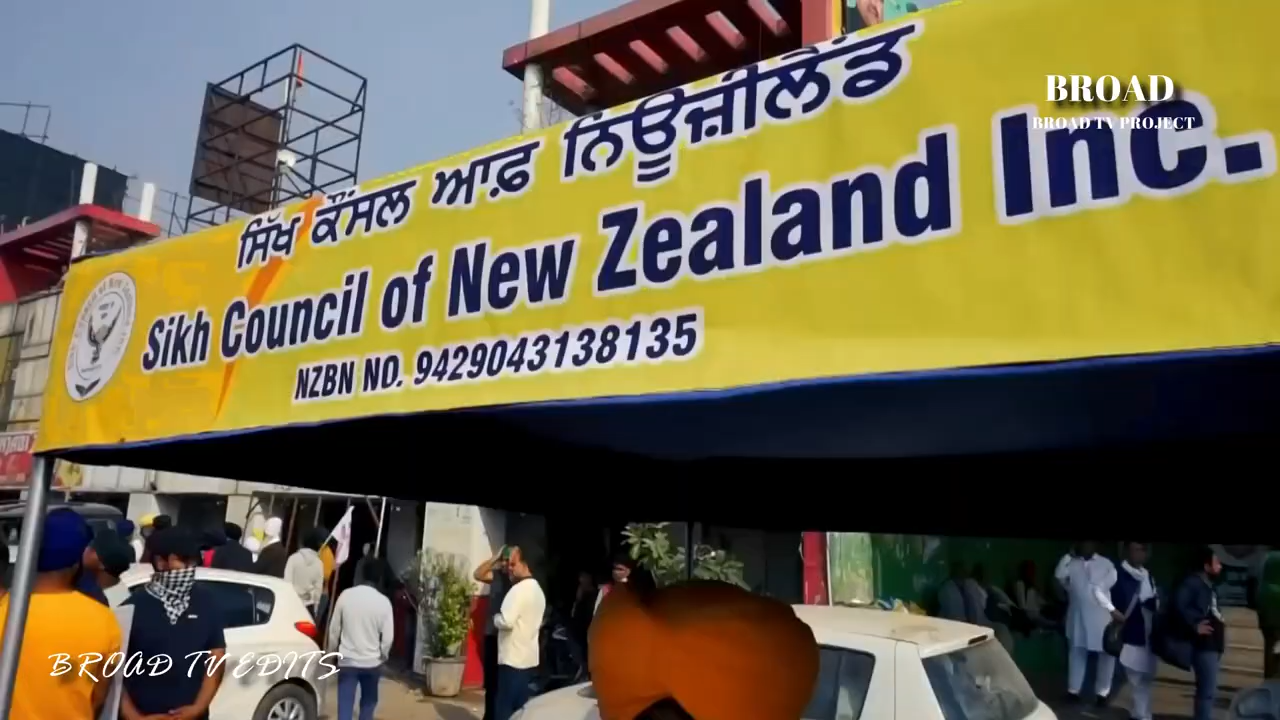 BROAD
BROAD TV PROJECT
ਸਿੱਖ ਕੌਂਸਲ ਆਫ਼ ਨਿਊਜ਼ੀਲੈਂਡ
Sikh Council of New Zealand Inc.
NZBN NO. 9429043138135
BROAD TV EDITS